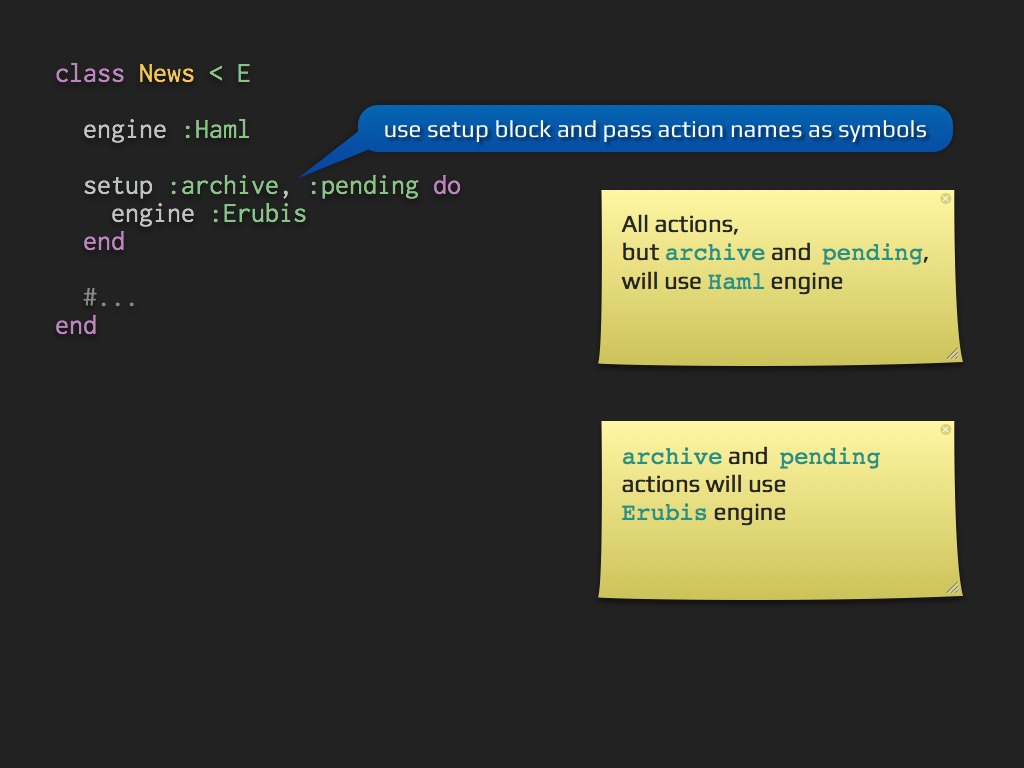 class News < E
engine :Haml
use setup block and pass action names as symbols
setup :archive, :pending do
engine :Erubis
end
#...
end
All actions,
but archive and pending,
will use Haml engine
archive and pending
actions will use
Erubis engine